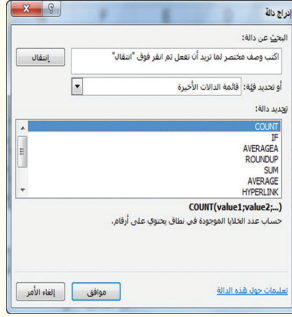 إدراج دالة
البحث عن دالة:
اكتب وصف مختصر لما تريد أن تفعل ثم انقر فوق "انتقال"
إنتقال
أو تحديد فئة: قائمة الدالات الأخيرة
تحديد دالة:
COUNT
IF
AVERAGEA
ROUNDUP
SUM
AVERAGE
HYPERLINK
COUNT(value1;value2;...)
حساب عدد الخلايا الموجودة في نطاق يحتوي على أرقام.
تعليمات حول هذه الدالة
موافق
إلغاء الأمر